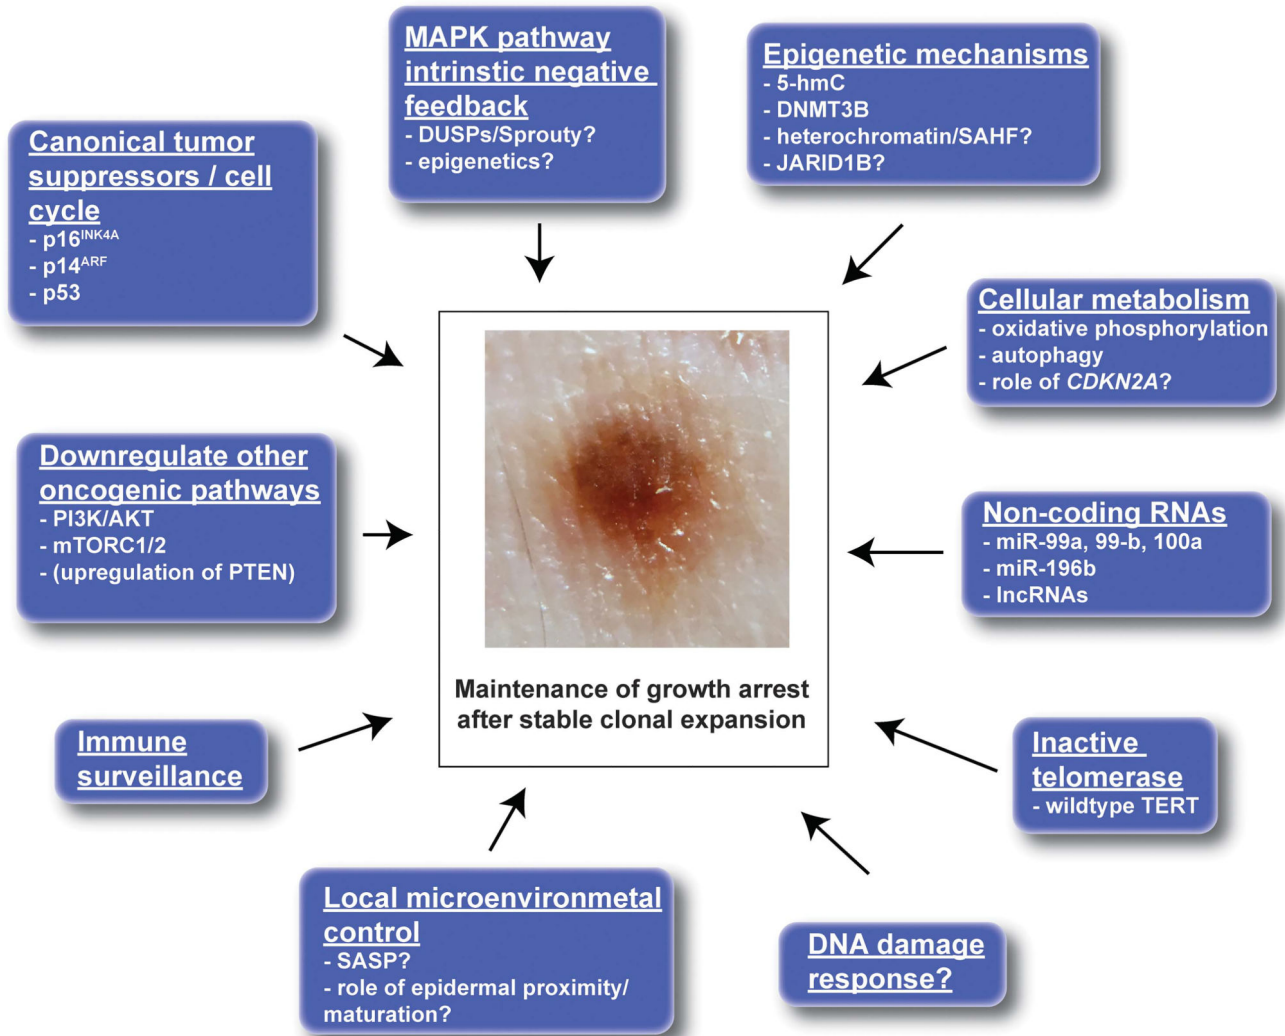 MAPK pathway
intrinstic negative
feedback
- DUSPs/Sprouty?
- epigenetics?
Epigenetic mechanisms
- 5-hmC
- DNMT3B
- heterochromatin/SAHF?
- JARID1B?
Canonical tumor
suppressors / cell
cycle
- p16INK4A
- p14ARF
- p53
Cellular metabolism
- oxidative phosphorylation
- autophagy
- role of CDKN2A?
Downregulate other
oncogenic pathways
- PI3K/AKT
- mTORC1/2
- (upregulation of PTEN)
Non-coding RNAs
- miR-99a, 99-b, 100a
- miR-196b
- lncRNAs
Maintenance of growth arrest
after stable clonal expansion
Immune
surveillance
Inactive
telomerase
- wildtype TERT
Local microenvironmetal
control
- SASP?
- role of epidermal proximity/
maturation?
DNA damage
response?